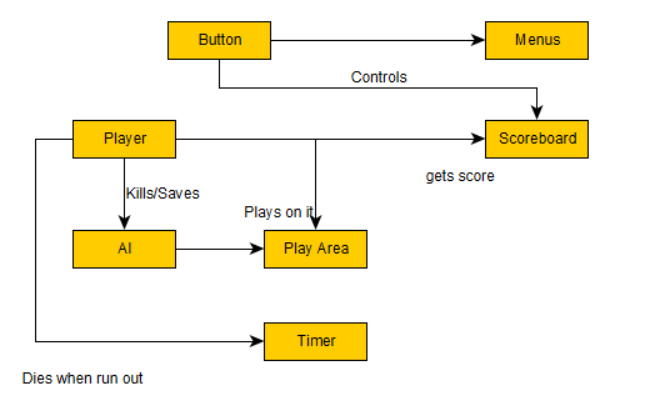 Button
Menus
Controls
Player
Scoreboard
gets score
Kills/Saves
Plays on it
AI
Play Area
Timer
Dies when run out